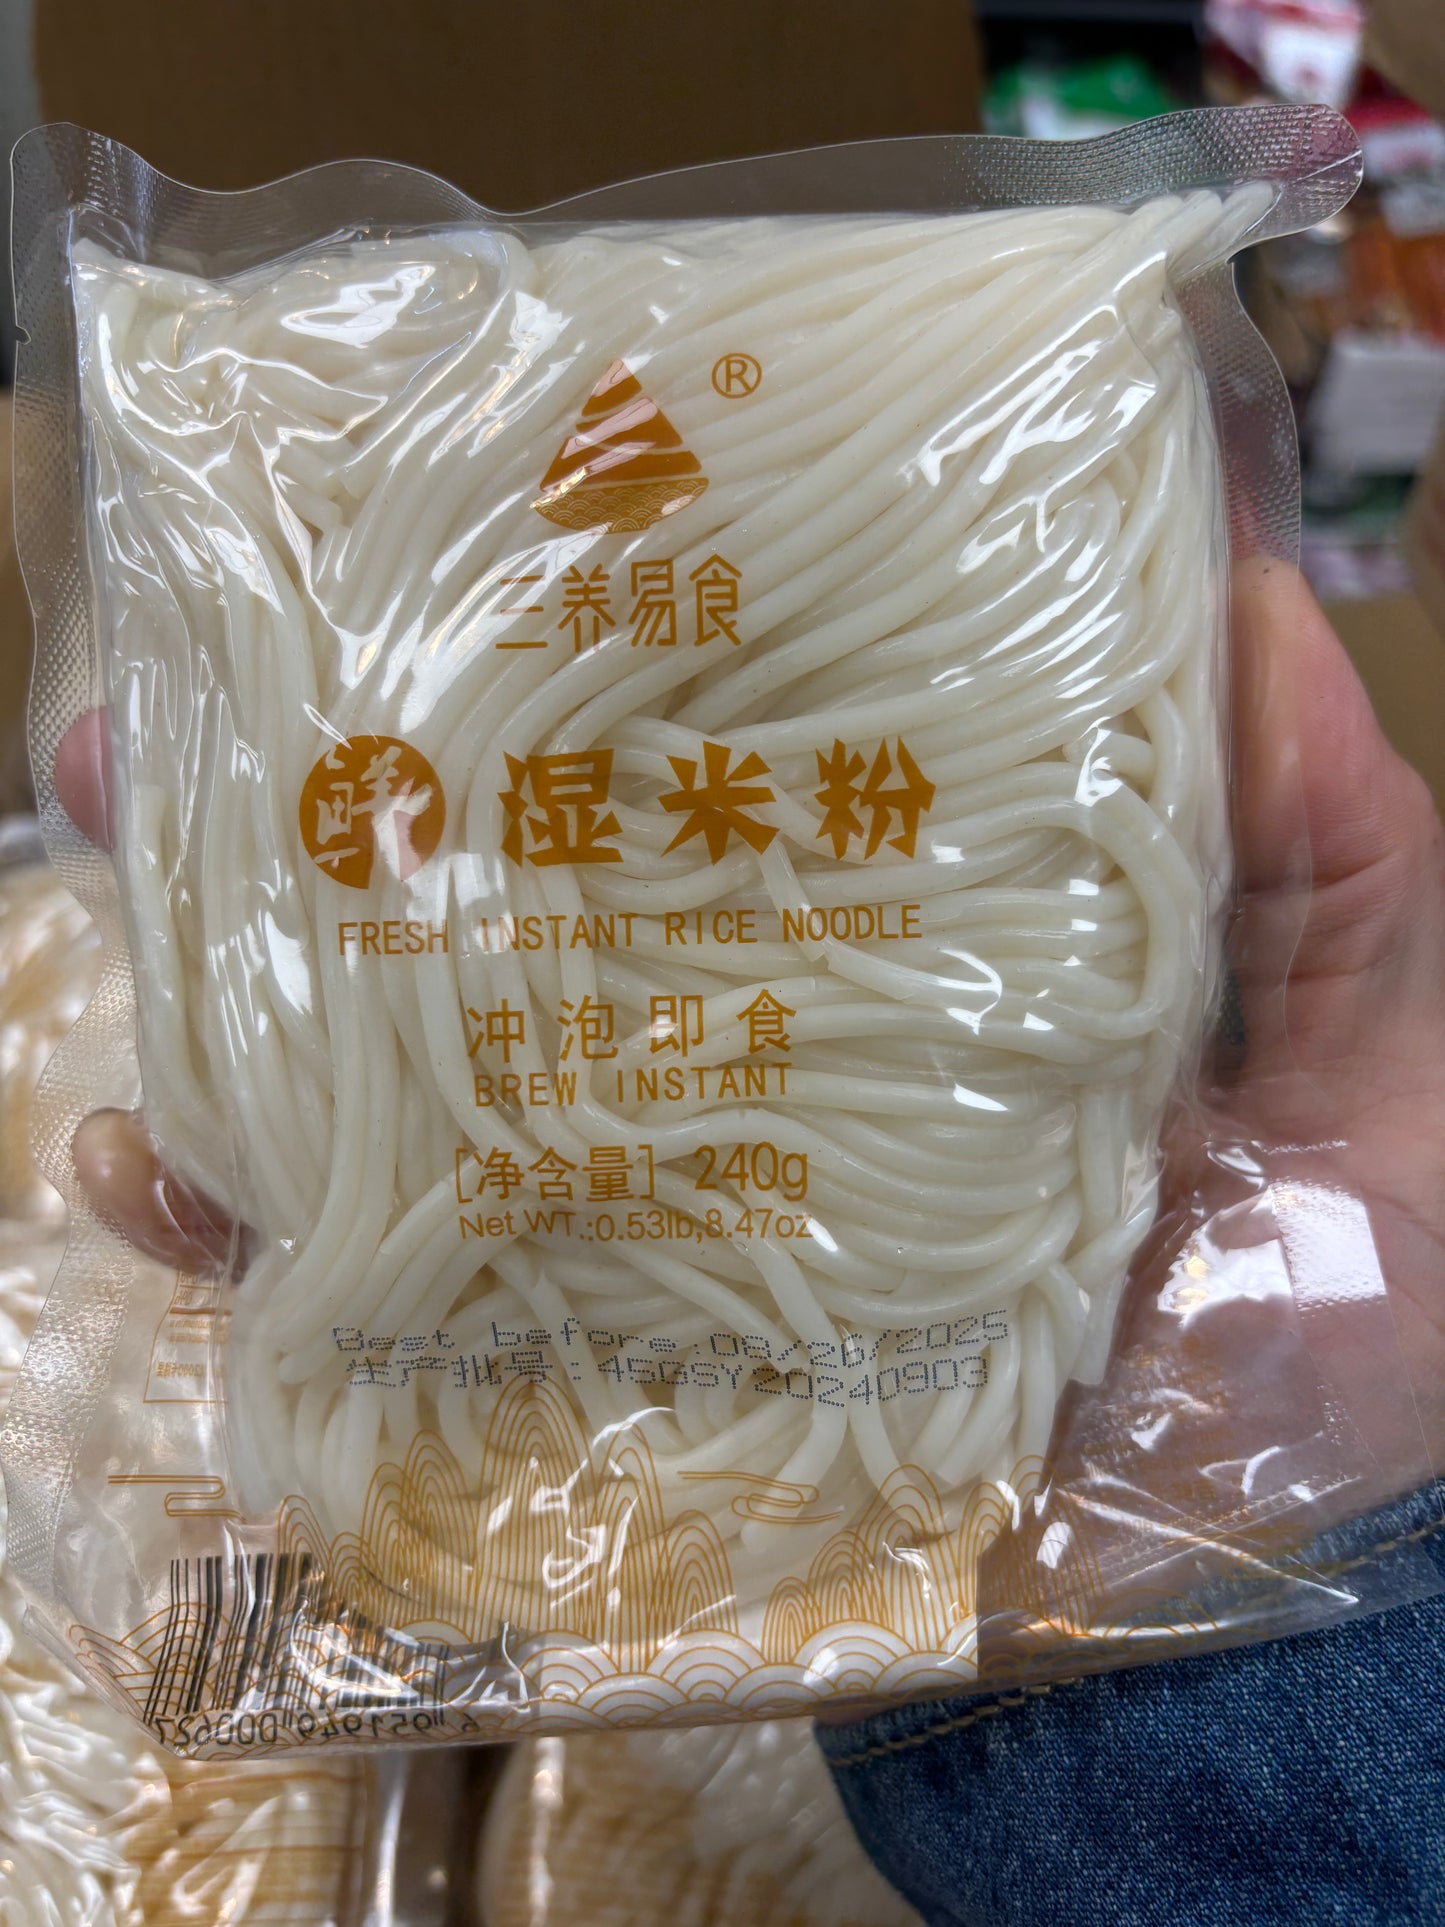 ®
三养易食
鲜 湿米粉
FRESH INSTANT RICE NOODLE
冲泡即食
BREW INSTANT
[净含量] 240g
Net WT.:0.53lb,8.47oz
Best before:08/26/2025
生产批号:45GSY20240903